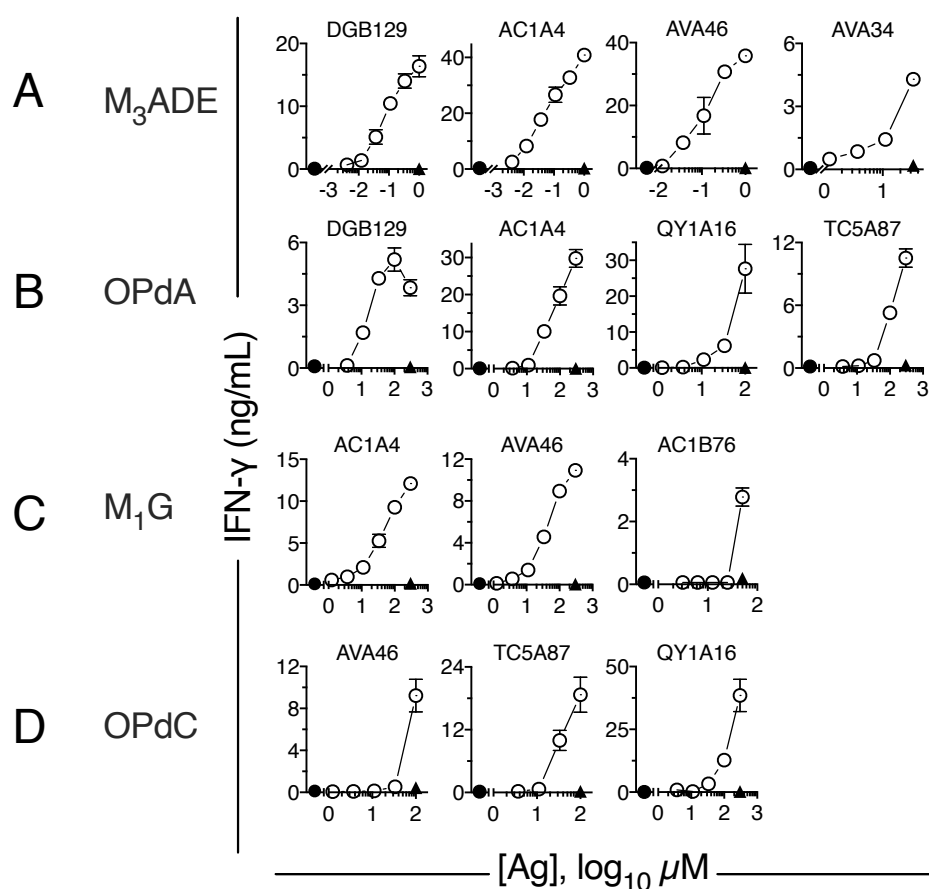 A
M₃ADE
IFN-γ (ng/mL)
DGB129
20
10
0
-3 -2 -1 0
AC1A4
40
20
0
-3 -2 -1 0
AVA46
40
20
0
-2 -1 0
AVA34
6
4
2
0
0 1
B
OPdA
DGB129
6
3
0
0 1 2 3
AC1A4
30
20
10
0
0 1 2 3
QY1A16
30
20
10
0
0 1 2
TC5A87
12
6
0
0 1 2 3
C
M₁G
AC1A4
15
10
5
0
0 1 2 3
AVA46
12
8
4
0
0 1 2 3
AC1B76
4
2
0
0 1 2
D
OPdC
AVA46
12
8
4
0
0 1 2
TC5A87
24
12
0
0 1 2
QY1A16
50
25
0
0 1 2 3
[Ag], log₁₀ µM